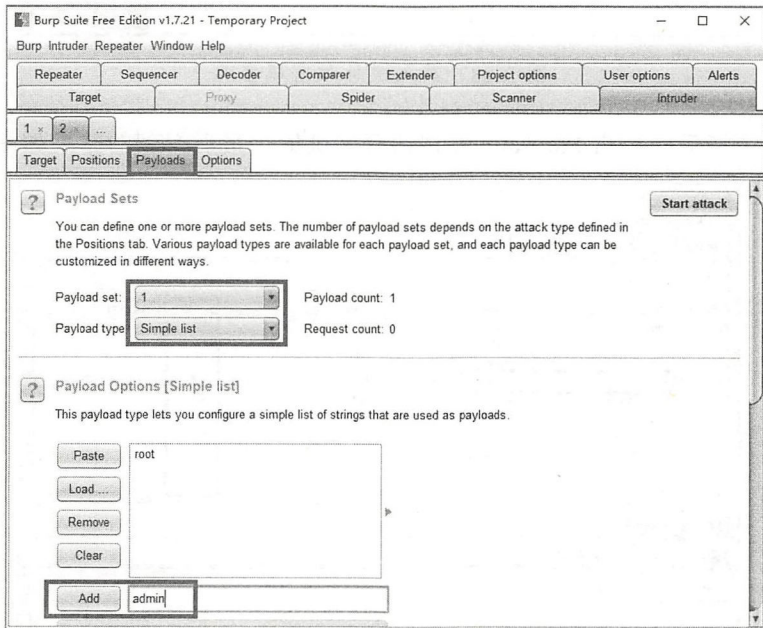 Burp Suite Free Edition v1.7.21 - Temporary Project
Burp Intruder Repeater Window Help
Repeater Sequencer Decoder Comparer Extender Project options User options Alerts
Target Proxy Spider Scanner Intruder
1 × 2 × ...
Target Positions Payloads Options
? Payload Sets
Start attack
You can define one or more payload sets. The number of payload sets depends on the attack type defined in
the Positions tab. Various payload types are available for each payload set, and each payload type can be
customized in different ways.
Payload set: 1 Payload count: 1
Payload type Simple list Request count: 0
? Payload Options [Simple list]
This payload type lets you configure a simple list of strings that are used as payloads.
Paste root
Load ...
Remove
Clear
Add admin